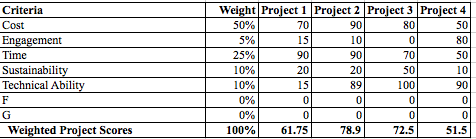 Criteria Weight Project 1 Project 2 Project 3 Project 4
Cost 50% 70 90 80 50
Engagement 5% 15 10 0 80
Time 25% 90 90 70 50
Sustainability 10% 20 20 50 10
Technical Ability 10% 15 89 100 90
F 0% 0 0 0 0
G 0% 0 0 0 0
Weighted Project Scores 100% 61.75 78.9 72.5 51.5